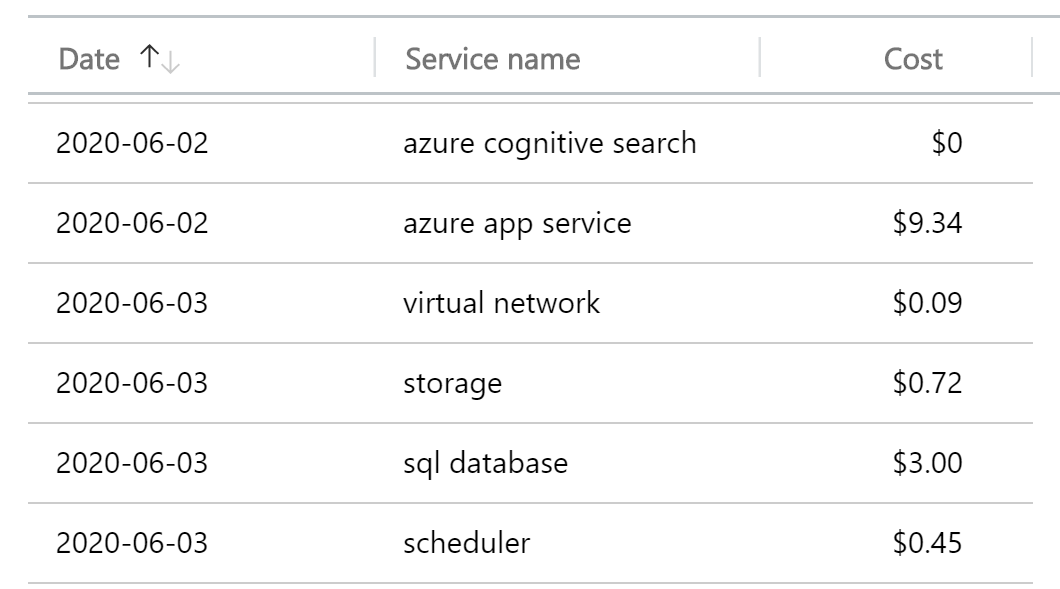 Date ↑↓ Service name Cost
2020-06-02 azure cognitive search $0
2020-06-02 azure app service $9.34
2020-06-03 virtual network $0.09
2020-06-03 storage $0.72
2020-06-03 sql database $3.00
2020-06-03 scheduler $0.45